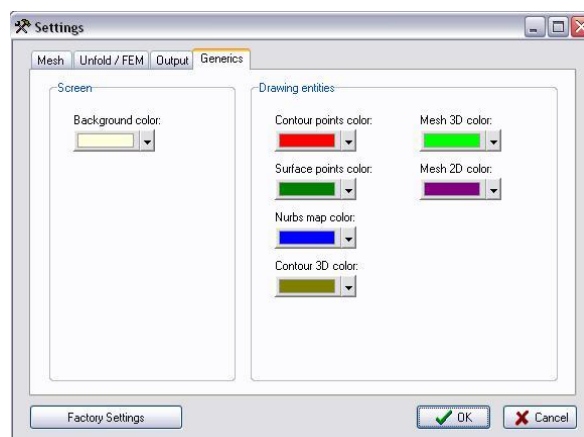 Settings
Mesh Unfold / FEM Output Generics
Screen
Background color:
Drawing entities
Contour points color:
Mesh 3D color:
Surface points color:
Mesh 2D color:
Nurbs map color:
Contour 3D color:
Factory Settings
OK
Cancel